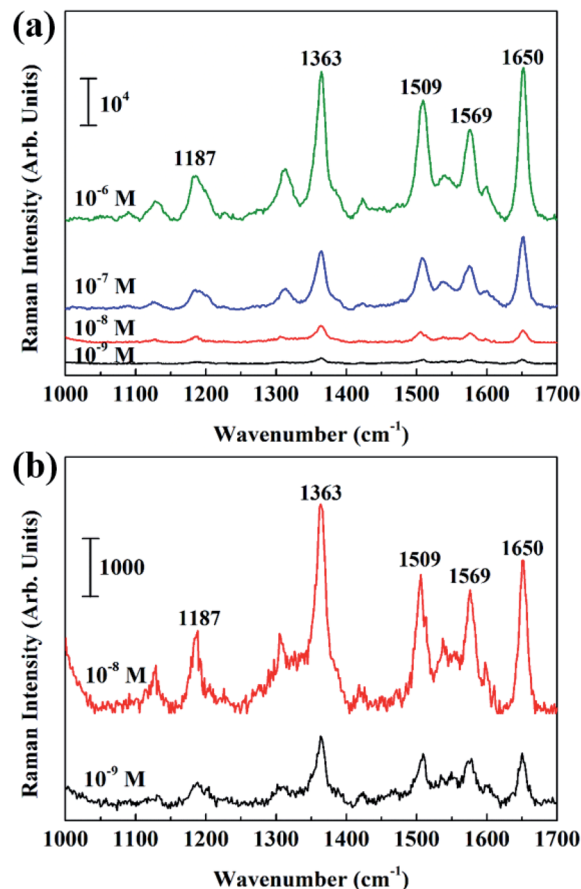 (a)
1363
1650
10⁴
1509
1569
1187
10⁻⁶ M
10⁻⁷ M
10⁻⁸ M
10⁻⁹ M
Raman Intensity (Arb. Units)
1000 1100 1200 1300 1400 1500 1600 1700
Wavenumber (cm⁻¹)
(b)
1363
1000
1509
1650
1569
1187
10⁻⁸ M
10⁻⁹ M
Raman Intensity (Arb. Units)
1000 1100 1200 1300 1400 1500 1600 1700
Wavenumber (cm⁻¹)